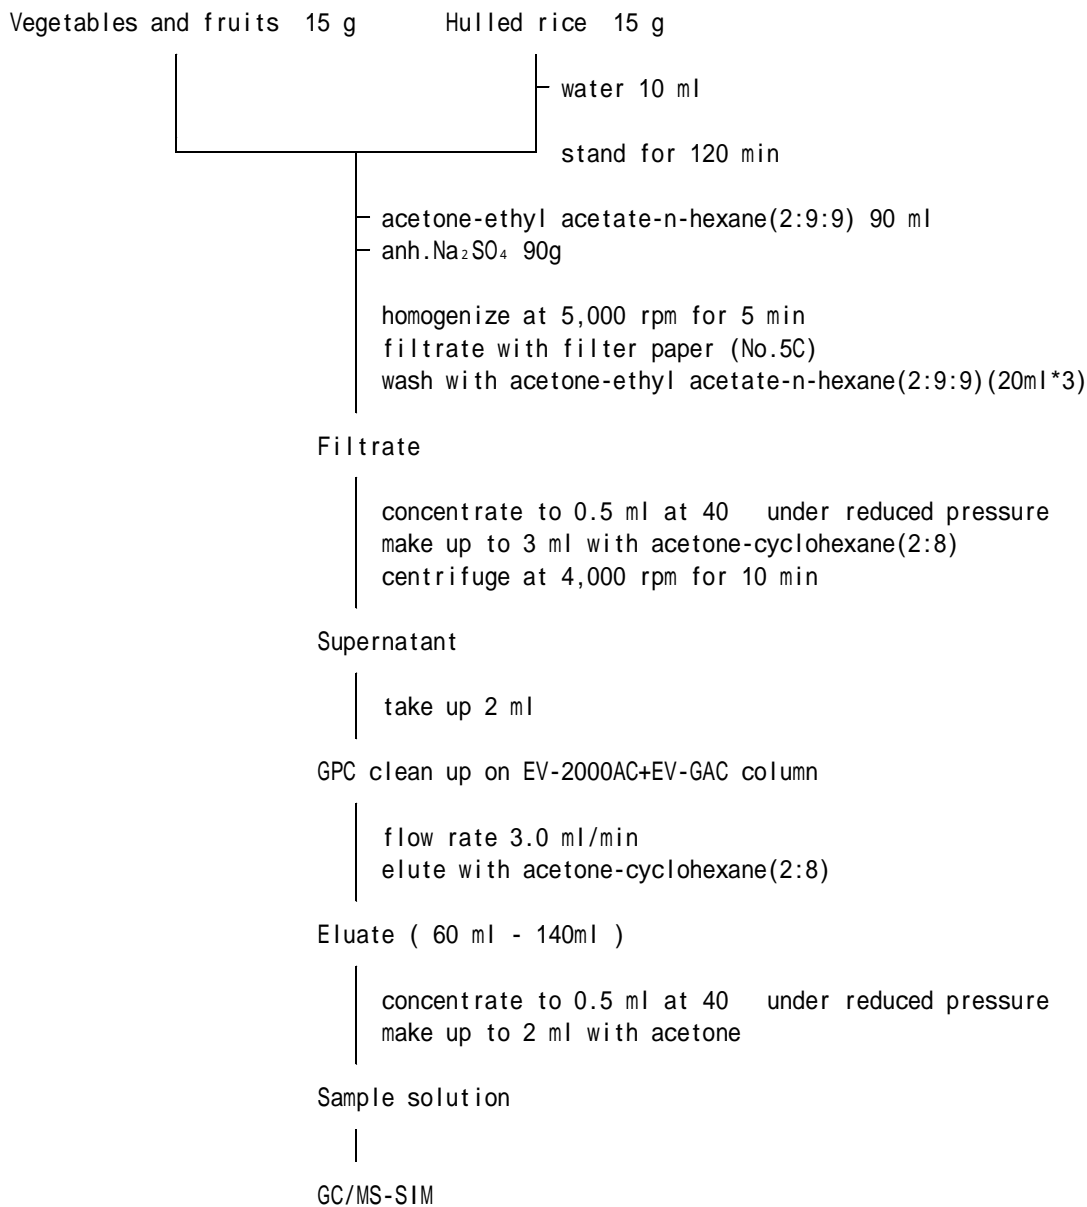 Vegetables and fruits 15 g Hulled rice 15 g
water 10 ml
stand for 120 min
acetone-ethyl acetate-n-hexane(2:9:9) 90 ml
anh.Na₂SO₄ 90g
homogenize at 5,000 rpm for 5 min
filtrate with filter paper (No.5C)
wash with acetone-ethyl acetate-n-hexane(2:9:9)(20ml*3)
Filtrate
concentrate to 0.5 ml at 40 under reduced pressure
make up to 3 ml with acetone-cyclohexane(2:8)
centrifuge at 4,000 rpm for 10 min
Supernatant
take up 2 ml
GPC clean up on EV-2000AC+EV-GAC column
flow rate 3.0 ml/min
elute with acetone-cyclohexane(2:8)
Eluate ( 60 ml - 140ml )
concentrate to 0.5 ml at 40 under reduced pressure
make up to 2 ml with acetone
Sample solution
GC/MS-SIM